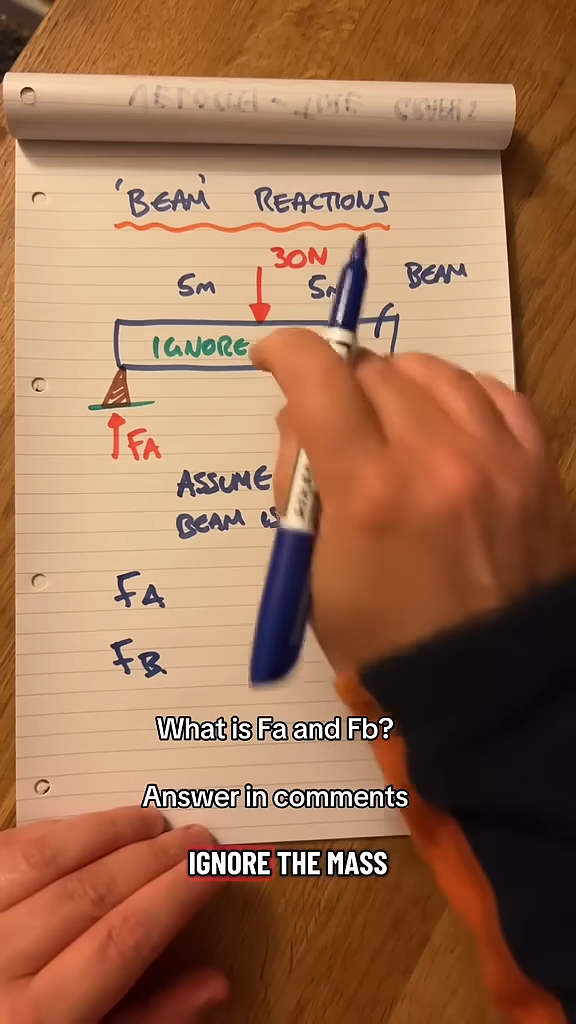 'BEAM' REACTIONS
30N
5m 5m BEAM
IGNORE
FA
ASSUME
BEAM IS
FA
FB
What is Fa and Fb?
Answer in comments
IGNORE THE MASS